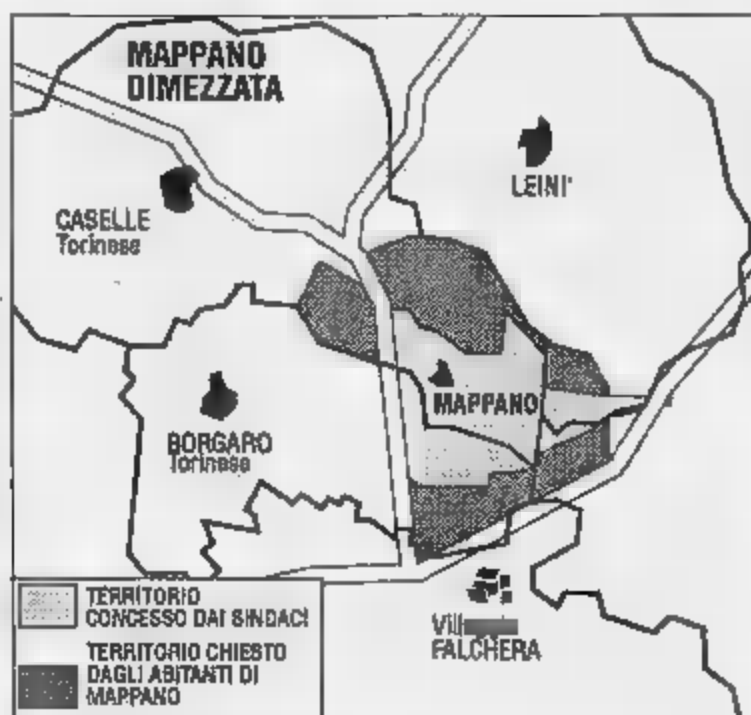 MAPPANO
DIMEZZATA
LEINI'
CASELLE
Torinese
MAPPANO
BORGARO
Torinese
TERRITORIO
CONCESSO DAI SINDACI
TERRITORIO CHIESTO
DAGLI ABITANTI DI
MAPPANO
FALCHERA